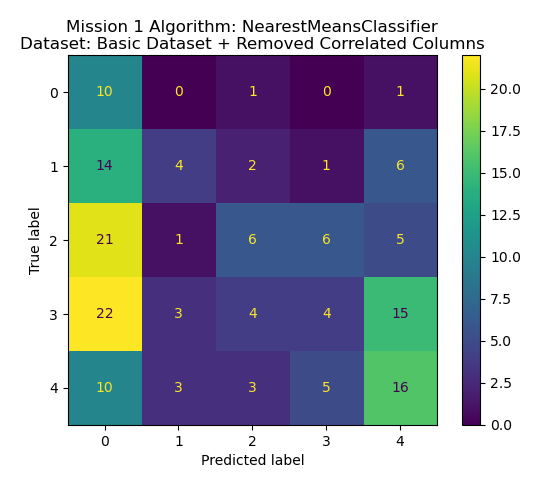 Mission 1 Algorithm: NearestMeansClassifier
Dataset: Basic Dataset + Removed Correlated Columns
0 10 0 1 0 1
1 14 4 2 1 6
2 21 1 6 6 5
3 22 3 4 4 15
4 10 3 3 5 16
0 1 2 3 4
True label
Predicted label
20.0
17.5
15.0
12.5
10.0
7.5
5.0
2.5
0.0